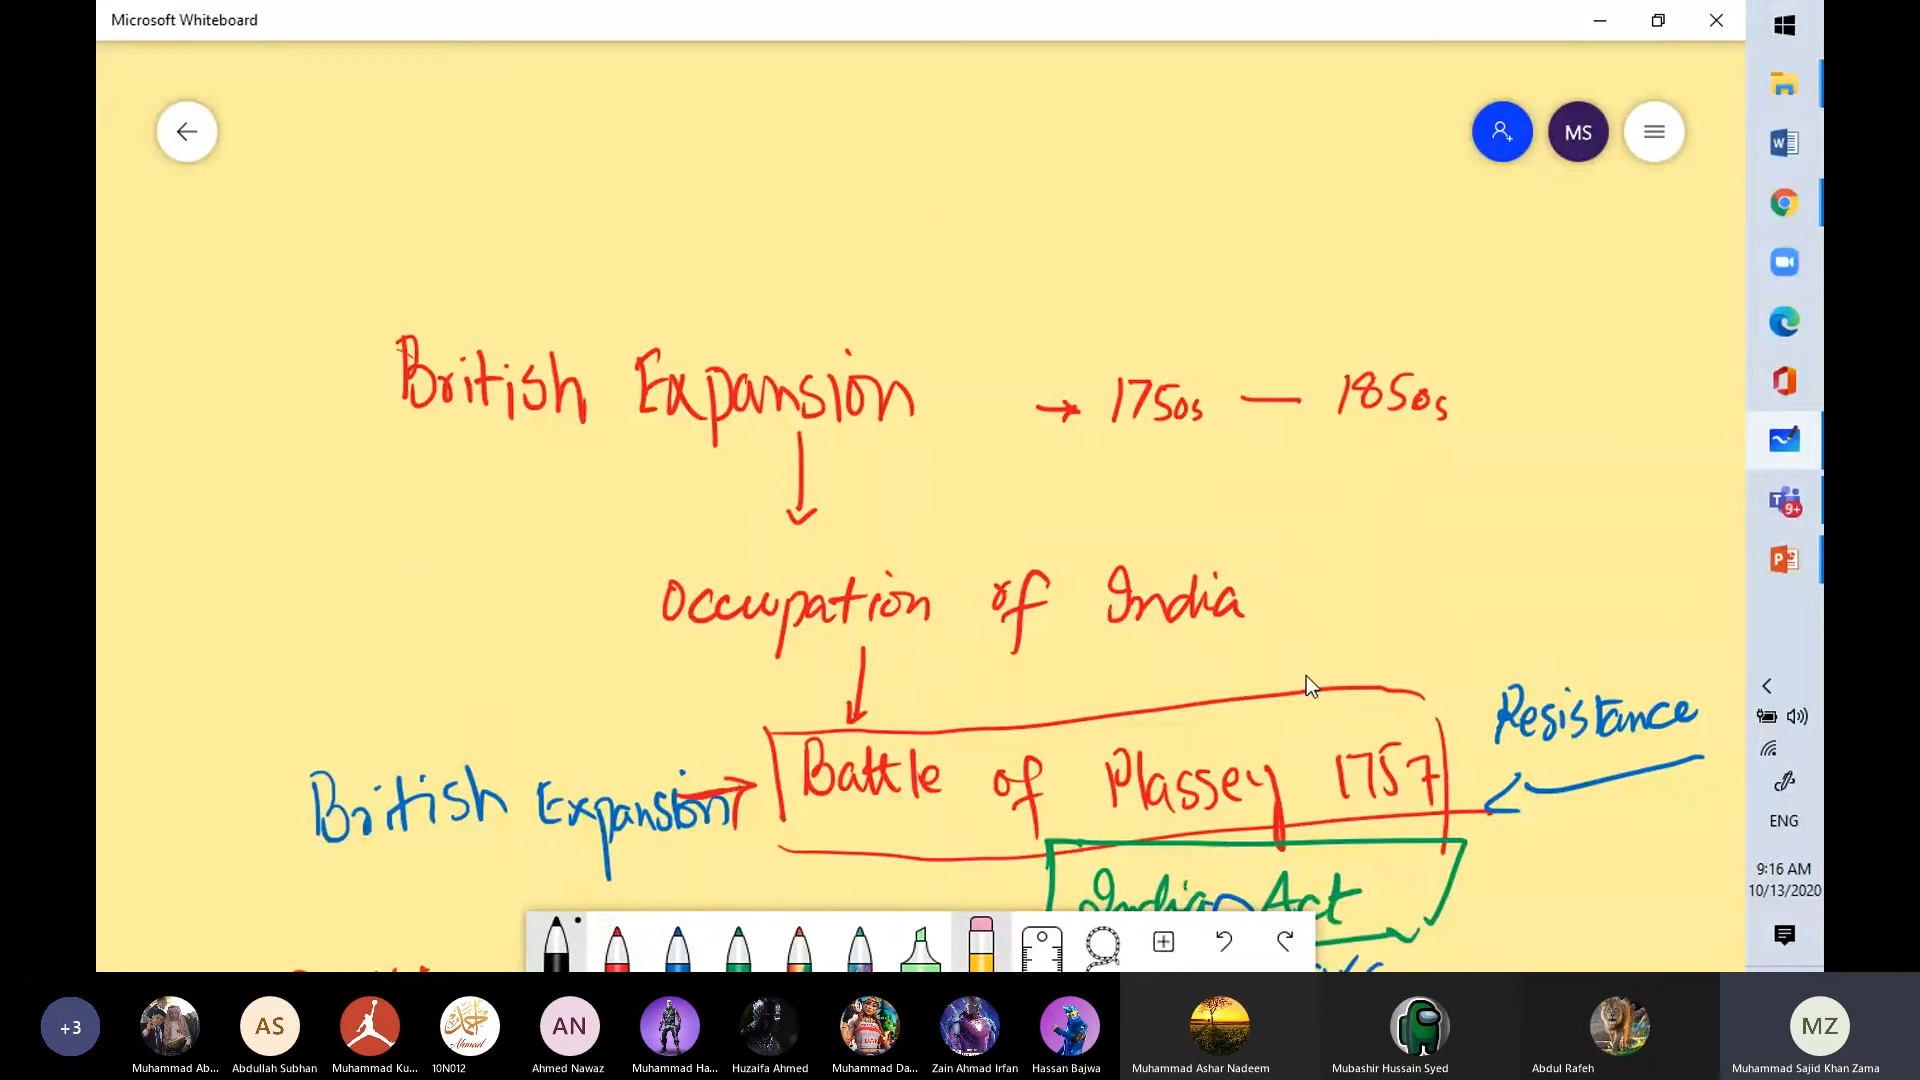 Microsoft Whiteboard
MS
British Expansion → 1750s — 1850s
Occupation of India
Resistance
Battle of Plassey 1757
British Expansion
Indian Act
9+
ENG
9:16 AM
10/13/2020
+3
AS
AN
MZ
Muhammad Ab...
Abdullah Subhan
Muhammad Ku...
10N012
Ahmed Nawaz
Muhammad Ha...
Huzaifa Ahmed
Muhammad Da...
Zain Ahmad Irfan
Hassan Bajwa
Muhammad Ashar Nadeem
Mubashir Hussain Syed
Abdul Rafeh
Muhammad Sajid Khan Zama